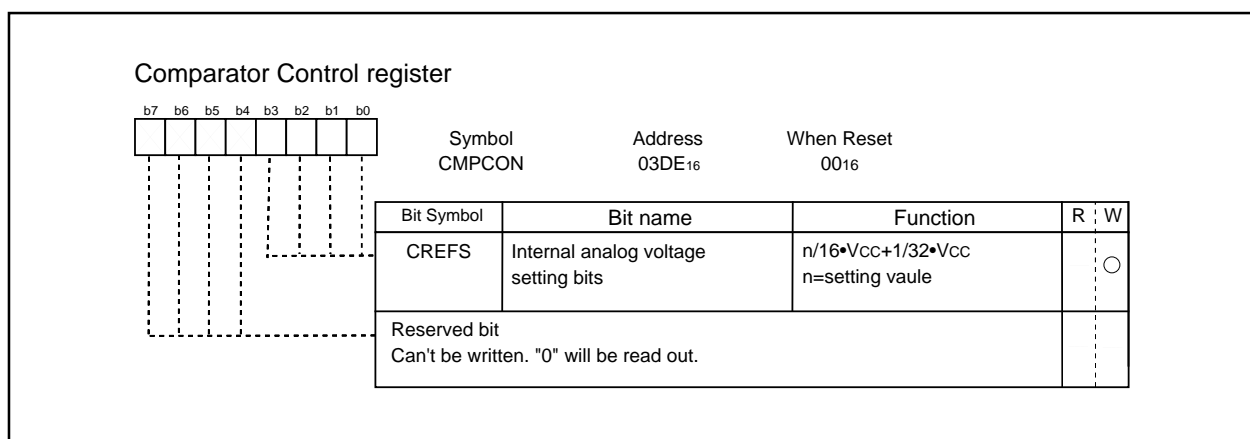 Comparator Control register
b7 b6 b5 b4 b3 b2 b1 b0
Symbol Address When Reset
CMPCON 03DE16 0016
Bit Symbol Bit name Function R W
CREFS Internal analog voltage n/16•VCC+1/32•VCC
setting bits n=setting vaule
Reserved bit
Can't be written. "0" will be read out.